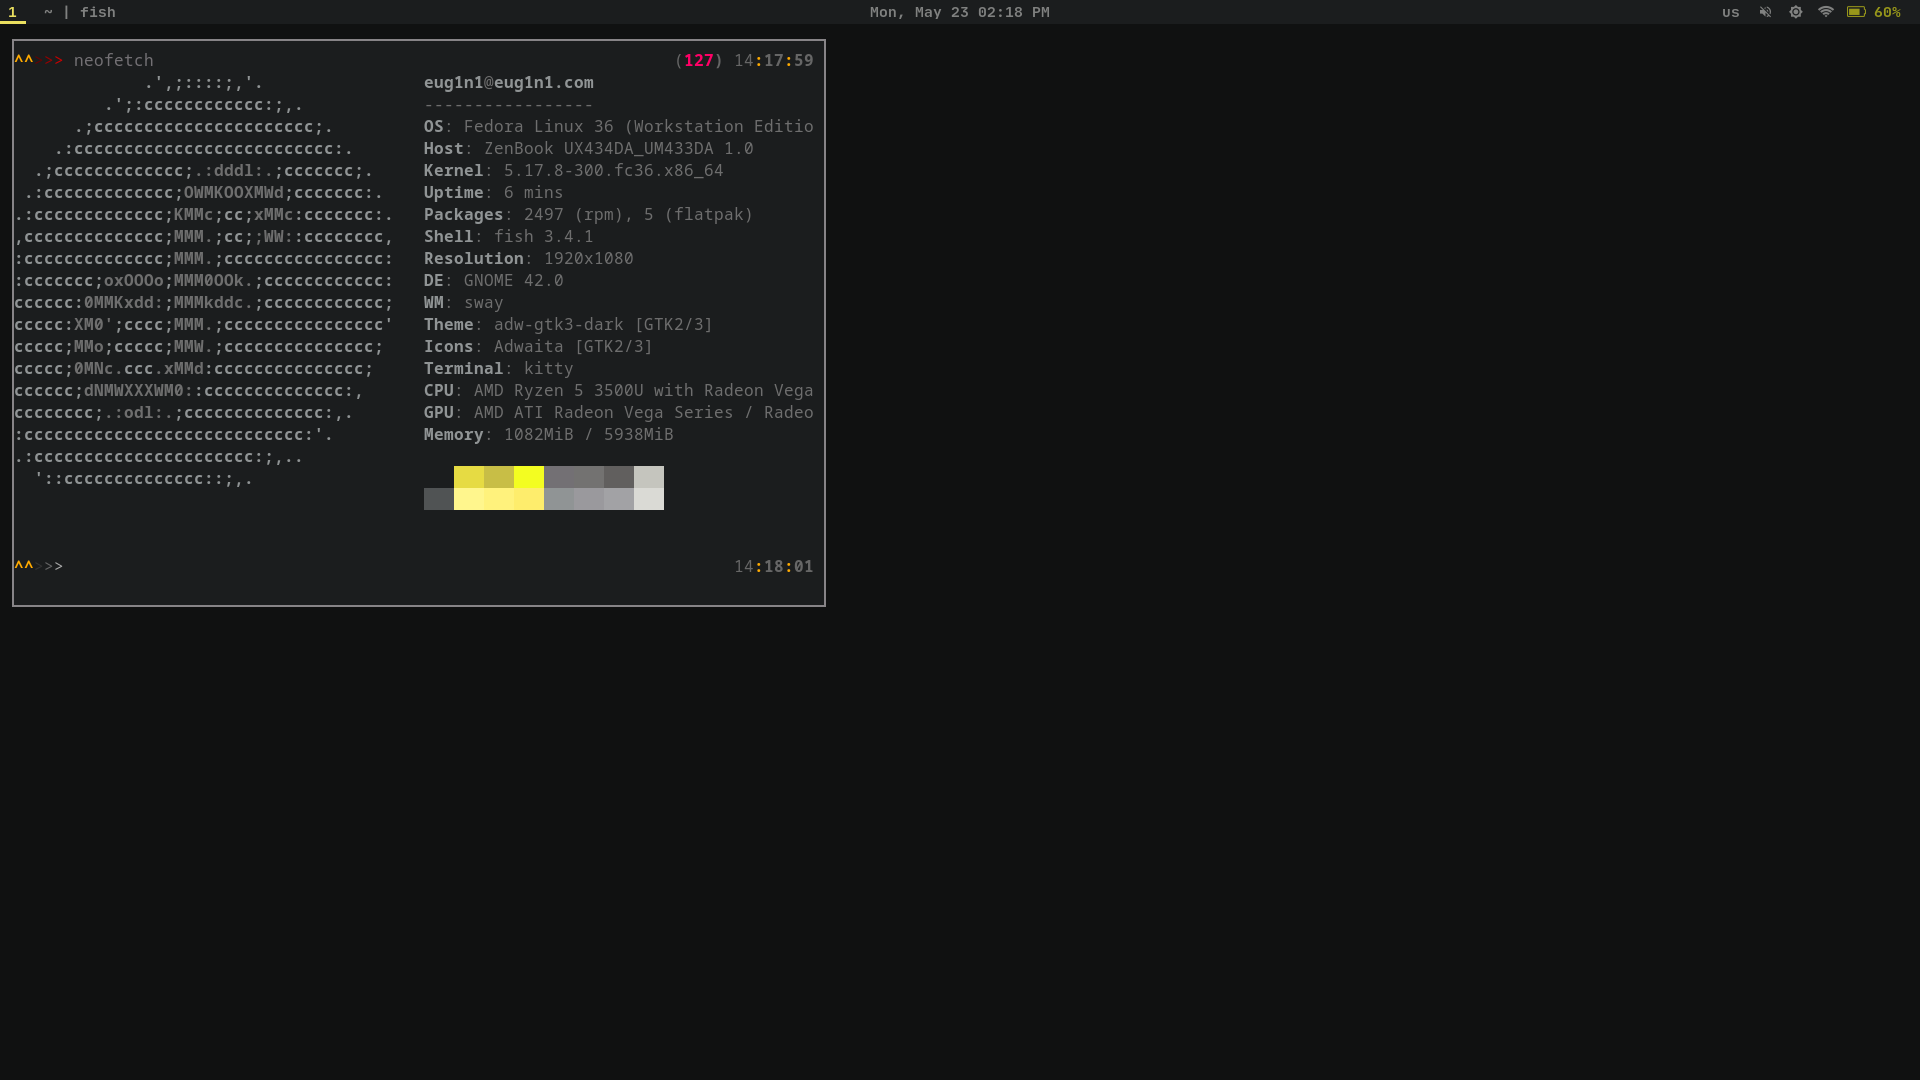 1 ~ | fish Mon, May 23 02:18 PM us 60%
^^>>> neofetch (127) 14:17:59
.',;::::;,'.
.';:cccccccccccc:;,.
.;cccccccccccccccccccccc;.
.:cccccccccccccccccccccccccc:.
.;ccccccccccccc;.:dddl:.;ccccccc;.
.:ccccccccccccc;OWMKOOXMWd;ccccccc:.
.:ccccccccccccc;KMMc;cc;xMMc:ccccccc:.
,cccccccccccccc;MMM.;cc;;WW::cccccccc,
:cccccccccccccc;MMM.;cccccccccccccccc:
:ccccccc;oxOOOo;MMM0OOk.;cccccccccccc:
cccccc:0MMKxdd:;MMMkddc.;cccccccccccc;
ccccc:XM0';cccc;MMM.;cccccccccccccccc'
ccccc;MMo;ccccc;MMW.;ccccccccccccccc;
ccccc;0MNc.ccc.xMMd:ccccccccccccccc;
cccccc;dNMWXXXWM0::cccccccccccccc:,
cccccccc;.:odl:.;cccccccccccccc:,.
:cccccccccccccccccccccccccccc:'.
.:cccccccccccccccccccccc:;,..
'::cccccccccccccc::;,.
eug1n1@eug1n1.com
-----------------
OS: Fedora Linux 36 (Workstation Editio
Host: ZenBook UX434DA_UM433DA 1.0
Kernel: 5.17.8-300.fc36.x86_64
Uptime: 6 mins
Packages: 2497 (rpm), 5 (flatpak)
Shell: fish 3.4.1
Resolution: 1920x1080
DE: GNOME 42.0
WM: sway
Theme: adw-gtk3-dark [GTK2/3]
Icons: Adwaita [GTK2/3]
Terminal: kitty
CPU: AMD Ryzen 5 3500U with Radeon Vega
GPU: AMD ATI Radeon Vega Series / Radeo
Memory: 1082MiB / 5938MiB
^^>>> 14:18:01